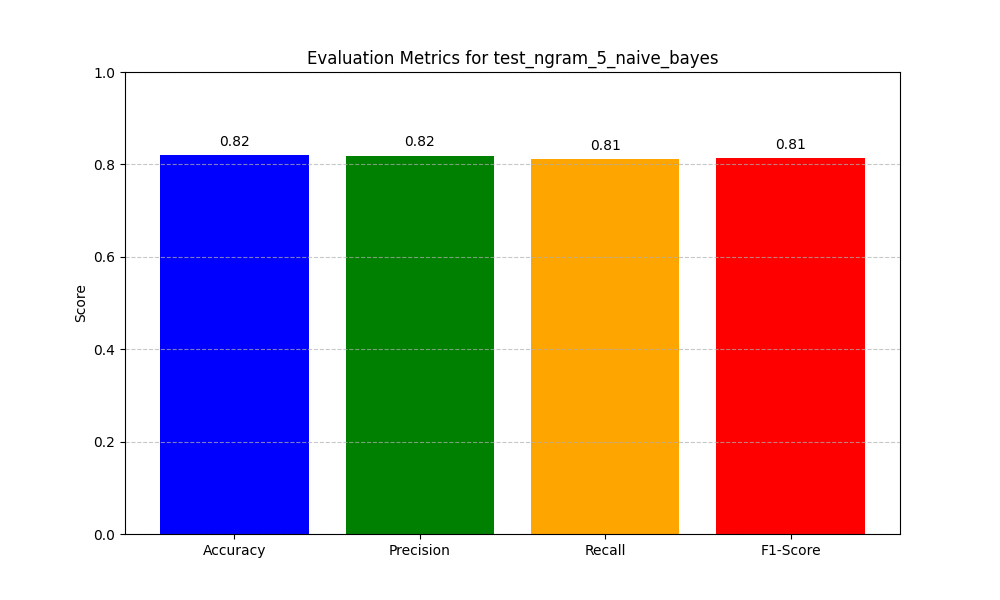 Evaluation Metrics for test_ngram_5_naive_bayes
1.0
0.8
0.6
0.4
0.2
0.0
Score
0.82
0.82
0.81
0.81
Accuracy
Precision
Recall
F1-Score